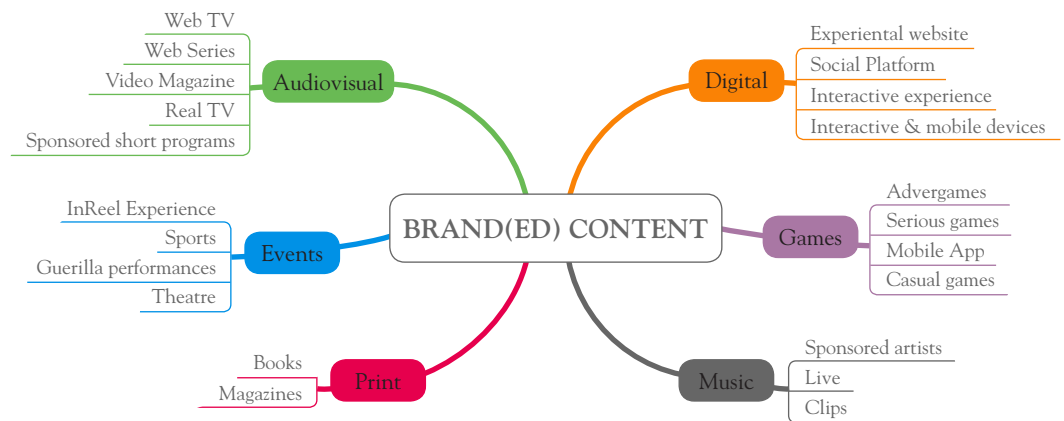 Web TV
Web Series
Video Magazine
Real TV
Sponsored short programs
Audiovisual
Digital
Experiental website
Social Platform
Interactive experience
Interactive & mobile devices
BRAND(ED) CONTENT
InReel Experience
Sports
Guerilla performances
Theatre
Events
Games
Advergames
Serious games
Mobile App
Casual games
Books
Magazines
Print
Music
Sponsored artists
Live
Clips